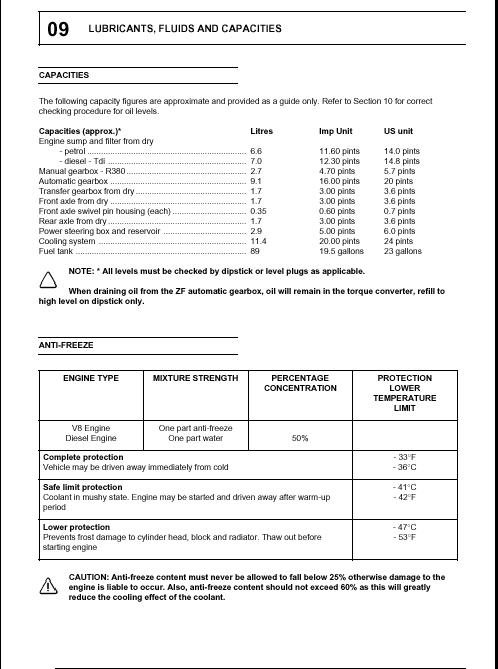 09 LUBRICANTS, FLUIDS AND CAPACITIES
CAPACITIES
The following capacity figures are approximate and provided as a guide only. Refer to Section 10 for correct
checking procedure for oil levels.
Capacities (approx.)* Litres Imp Unit US unit
Engine sump and filter from dry
- petrol ........................................................................ 6.6 11.60 pints 14.0 pints
- diesel - Tdi ............................................................... 7.0 12.30 pints 14.8 pints
Manual gearbox - R380 ...................................................... 2.7 4.70 pints 5.7 pints
Automatic gearbox ............................................................. 9.1 16.00 pints 20 pints
Transfer gearbox from dry .................................................. 1.7 3.00 pints 3.6 pints
Front axle from dry ............................................................. 1.7 3.00 pints 3.6 pints
Front axle swivel pin housing (each) .................................. 0.35 0.60 pints 0.7 pints
Rear axle from dry .............................................................. 1.7 3.00 pints 3.6 pints
Power steering box and reservoir ...................................... 2.9 5.00 pints 6.0 pints
Cooling system ................................................................... 11.4 20.00 pints 24 pints
Fuel tank ............................................................................. 89 19.5 gallons 23 gallons
NOTE: * All levels must be checked by dipstick or level plugs as applicable.
When draining oil from the ZF automatic gearbox, oil will remain in the torque converter, refill to
high level on dipstick only.
ANTI-FREEZE
ENGINE TYPE MIXTURE STRENGTH PERCENTAGE PROTECTION
CONCENTRATION LOWER
TEMPERATURE
LIMIT
V8 Engine One part anti-freeze
Diesel Engine One part water 50%
Complete protection - 33°F
Vehicle may be driven away immediately from cold - 36°C
Safe limit protection - 41°C
Coolant in mushy state. Engine may be started and driven away after warm-up - 42°F
period
Lower protection - 47°C
Prevents frost damage to cylinder head, block and radiator. Thaw out before - 53°F
starting engine
CAUTION: Anti-freeze content must never be allowed to fall below 25% otherwise damage to the
engine is liable to occur. Also, anti-freeze content should not exceed 60% as this will greatly
reduce the cooling effect of the coolant.